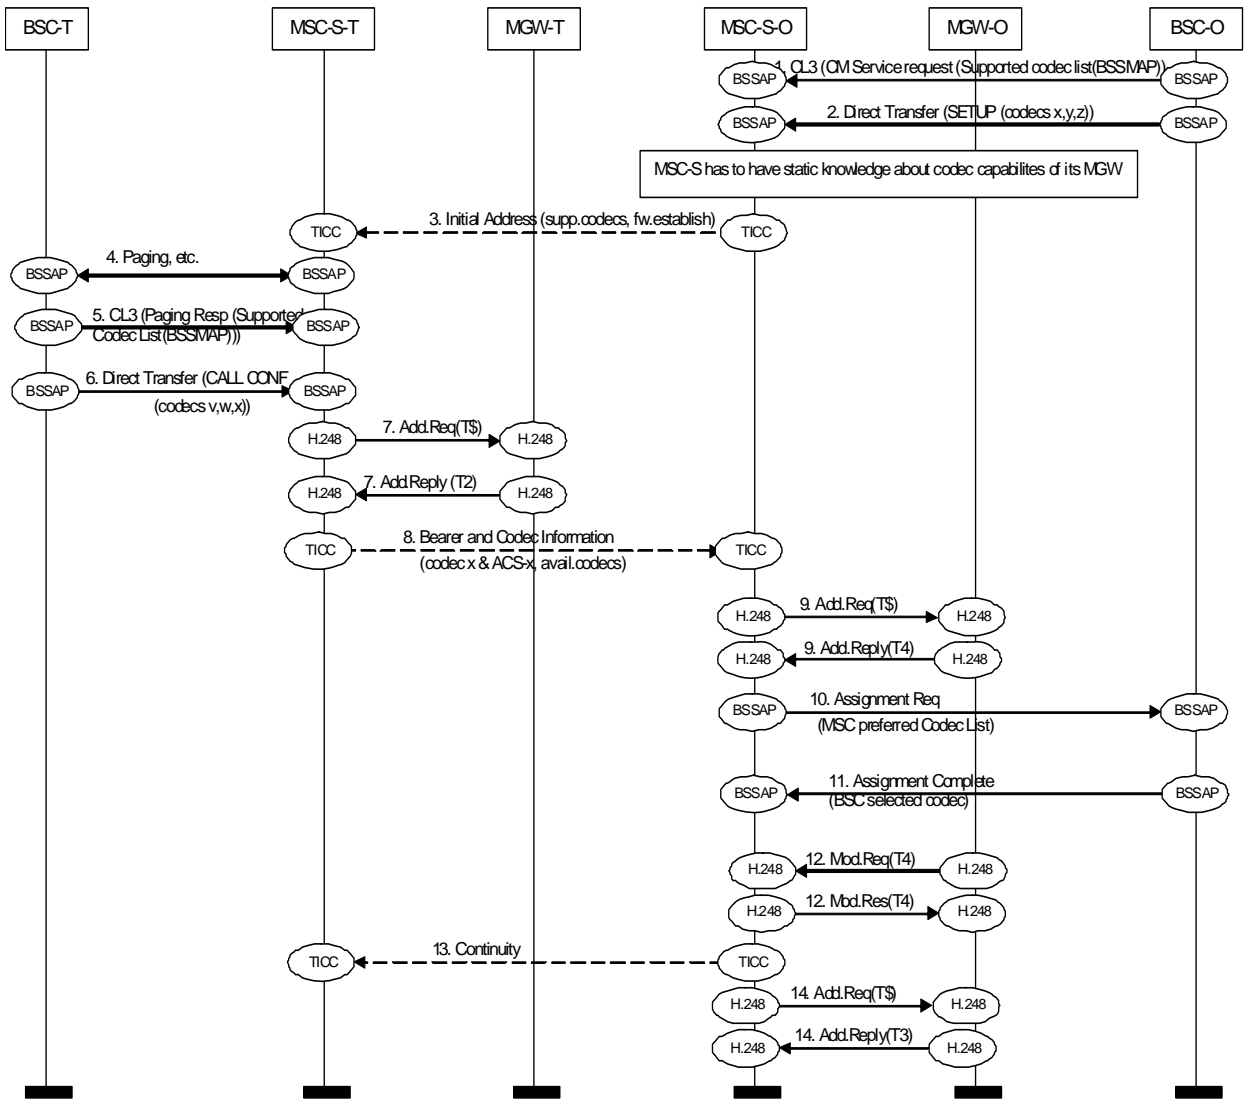 BSC-T MSC-S-T MGW-T MSC-S-O MGW-O BSC-O
BSSAP 1. CL3 (CM Service request (Supported codec list(BSSMAP)) BSSAP
BSSAP 2. Direct Transfer (SETUP (codecs x,y,z)) BSSAP
MSC-S has to have static knowledge about codec capabilites of its MGW
TICC 3. Initial Address (supp.codecs, fw.establish) TICC
BSSAP 4. Paging, etc. BSSAP
BSSAP 5. CL3 (Paging Resp (Supported BSSAP
Codec List(BSSMAP)))
BSSAP 6. Direct Transfer (CALL CONF BSSAP
(codecs v,w,x))
H.248 7. Add.Req(T$) H.248
H.248 7. Add.Reply (T2) H.248
TICC 8. Bearer and Codec Information TICC
(codec x & ACS-x, avail.codecs)
H.248 9. Add.Req(T$) H.248
H.248 9. Add.Reply(T4) H.248
BSSAP 10. Assignment Req BSSAP
(MSC preferred Codec List)
BSSAP 11. Assignment Complete BSSAP
(BSC selected codec)
H.248 12. Mod.Req(T4) H.248
H.248 12. Mod.Res(T4) H.248
TICC 13. Continuity TICC
H.248 14. Add.Req(T$) H.248
H.248 14. Add.Reply(T3) H.248